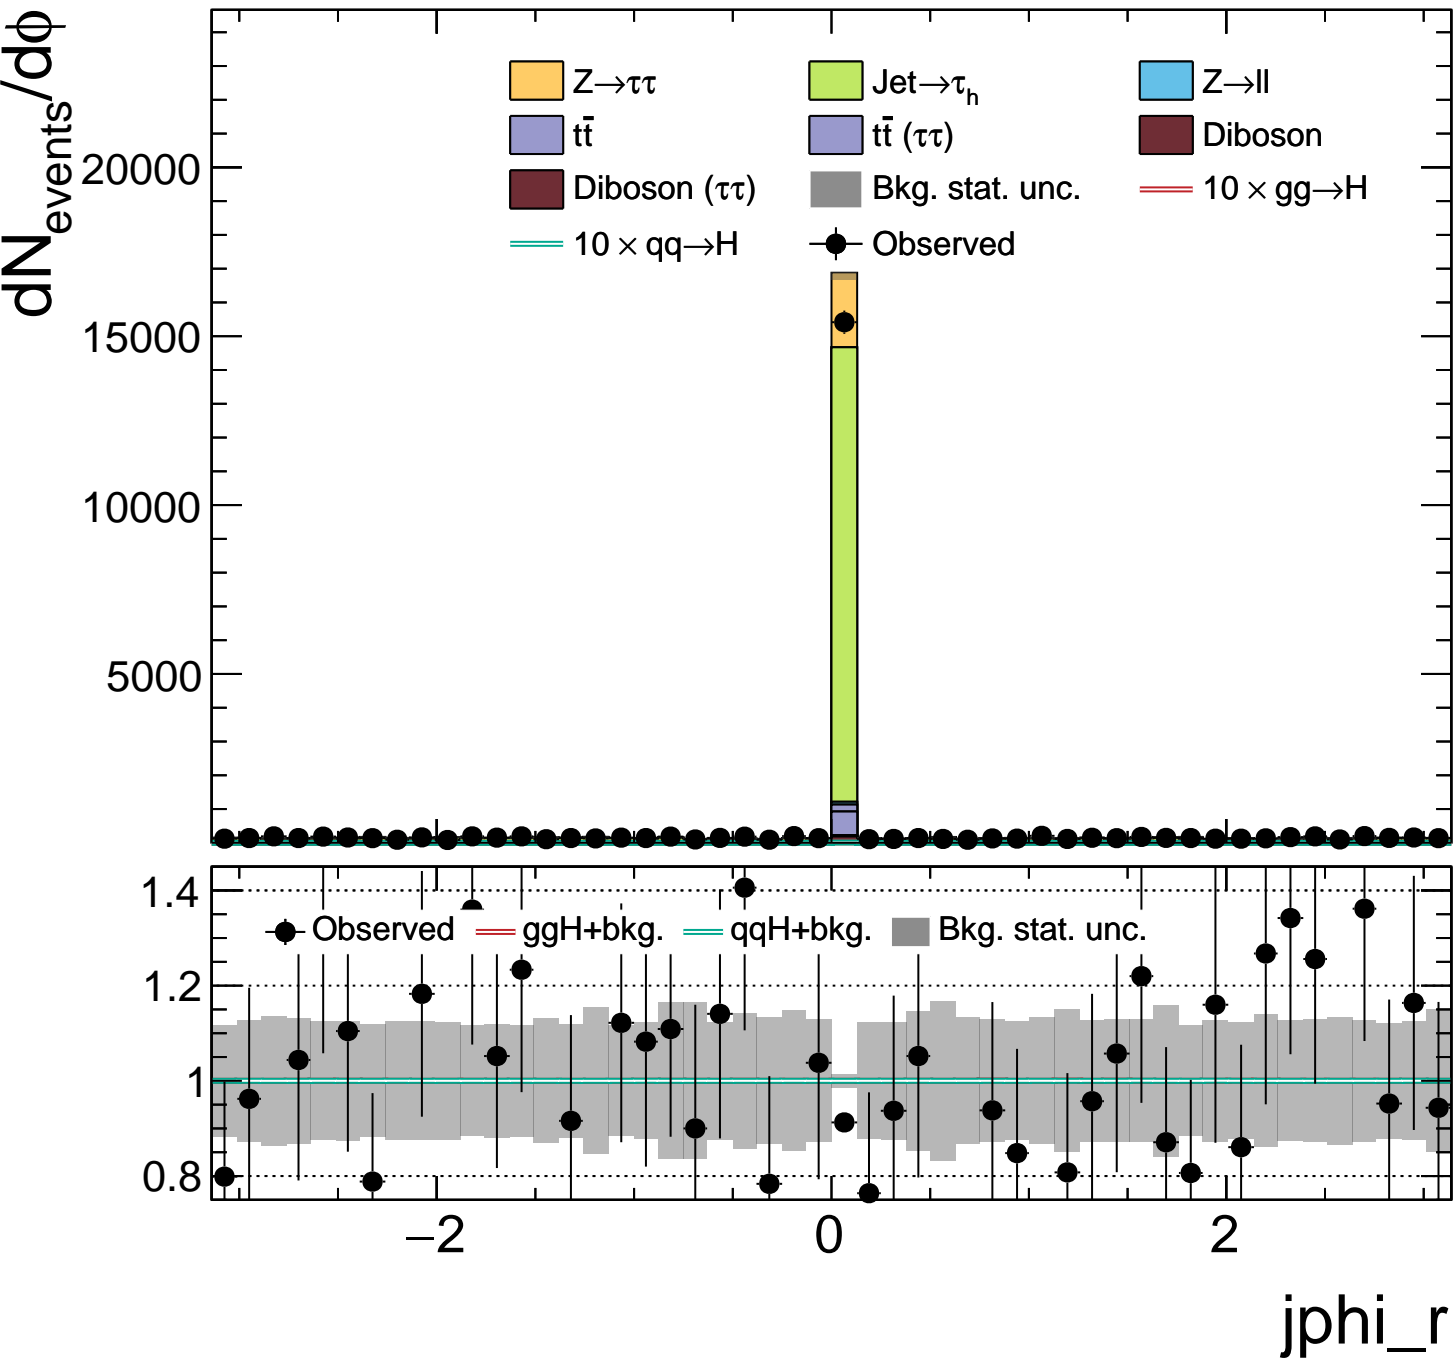 dN_events/dϕ
Z→ττ Jet→τ_h Z→ll
tt̄ tt̄ (ττ) Diboson
Diboson (ττ) Bkg. stat. unc. 10 × gg→H
10 × qq→H Observed
20000
15000
10000
5000
1.4
Observed ggH+bkg. qqH+bkg. Bkg. stat. unc.
1.2
1
0.8
−2 0 2
jphi_r